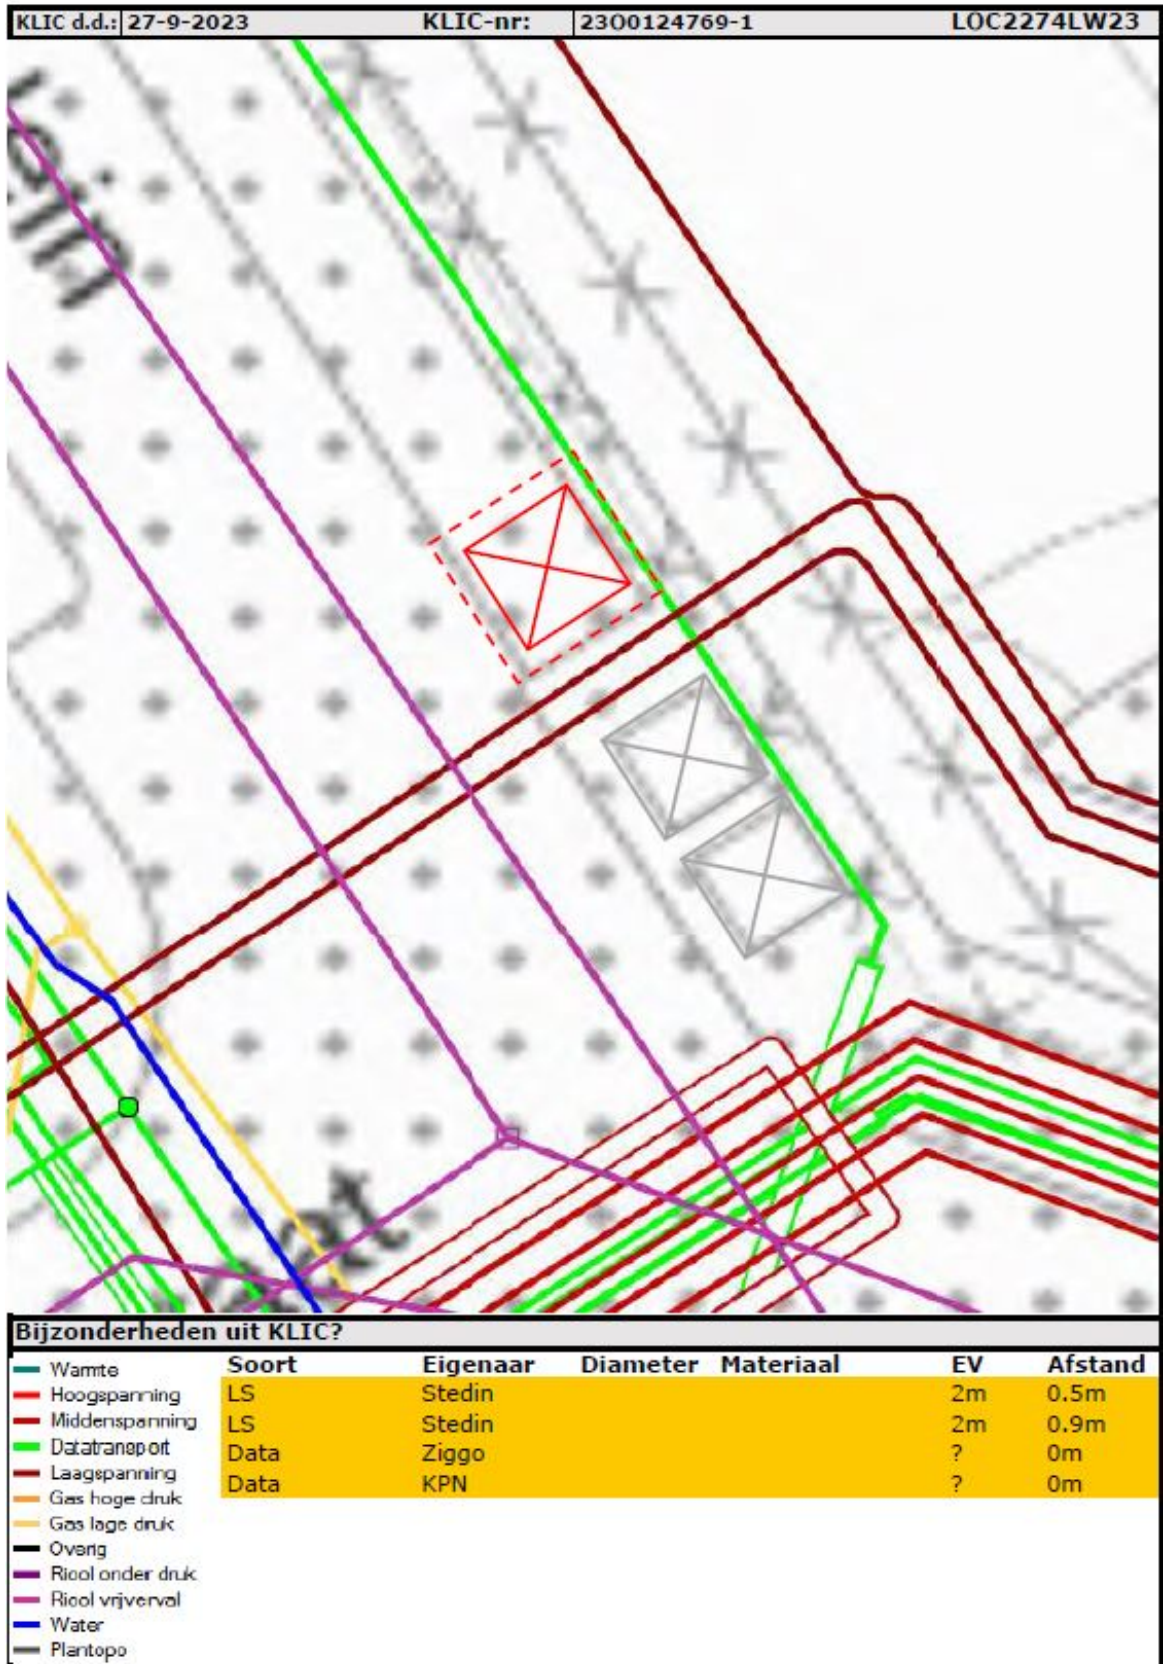 KLIC d.d.: 27-9-2023 KLIC-nr: 23O0124769-1 LOC2274LW23
Bijzonderheden uit KLIC?
Soort Eigenaar Diameter Materiaal EV Afstand
LS Stedin 2m 0.5m
LS Stedin 2m 0.9m
Data Ziggo ? 0m
Data KPN ? 0m
Warmte
Hoogspanning
Middenspanning
Datatransport
Laagspanning
Gas hoge druk
Gas lage druk
Overig
Riool onder druk
Riool vrijverval
Water
Plantopo